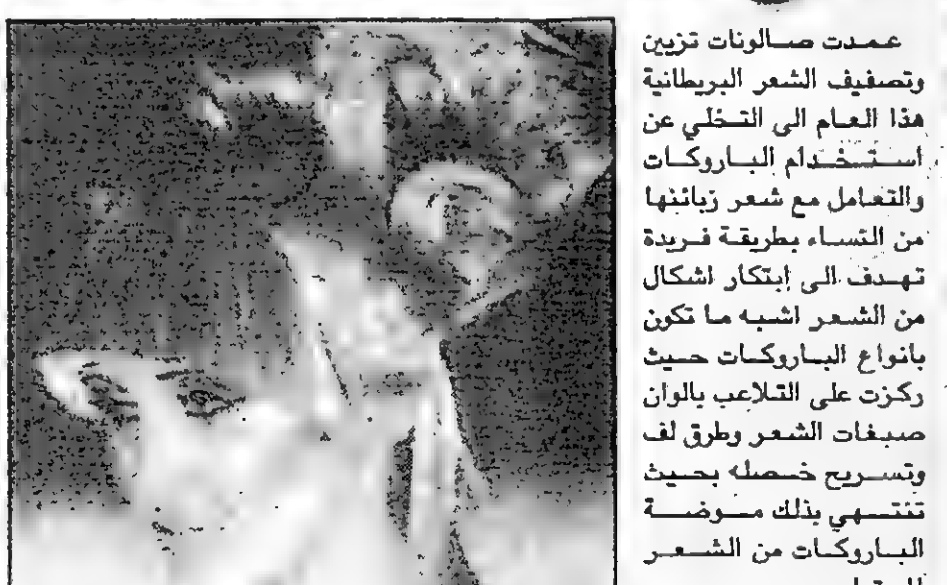 عمدت صالونات تزيين
وتصفيف الشعر البريطانية
هذا العام الى التخلي عن
استخدام الباروكات
والتعامل مع شعر زبائنها
من النساء بطريقة فريدة
تهدف الى إبتكار اشكال
من الشعر اشبه ما تكون
بانواع الباروكات حيث
ركزت على التلاعب بالوان
صبغات الشعر وطرق لف
وتسريح خصله بحيث
تنتهي بذلك موضة
الباروكات من الشعر